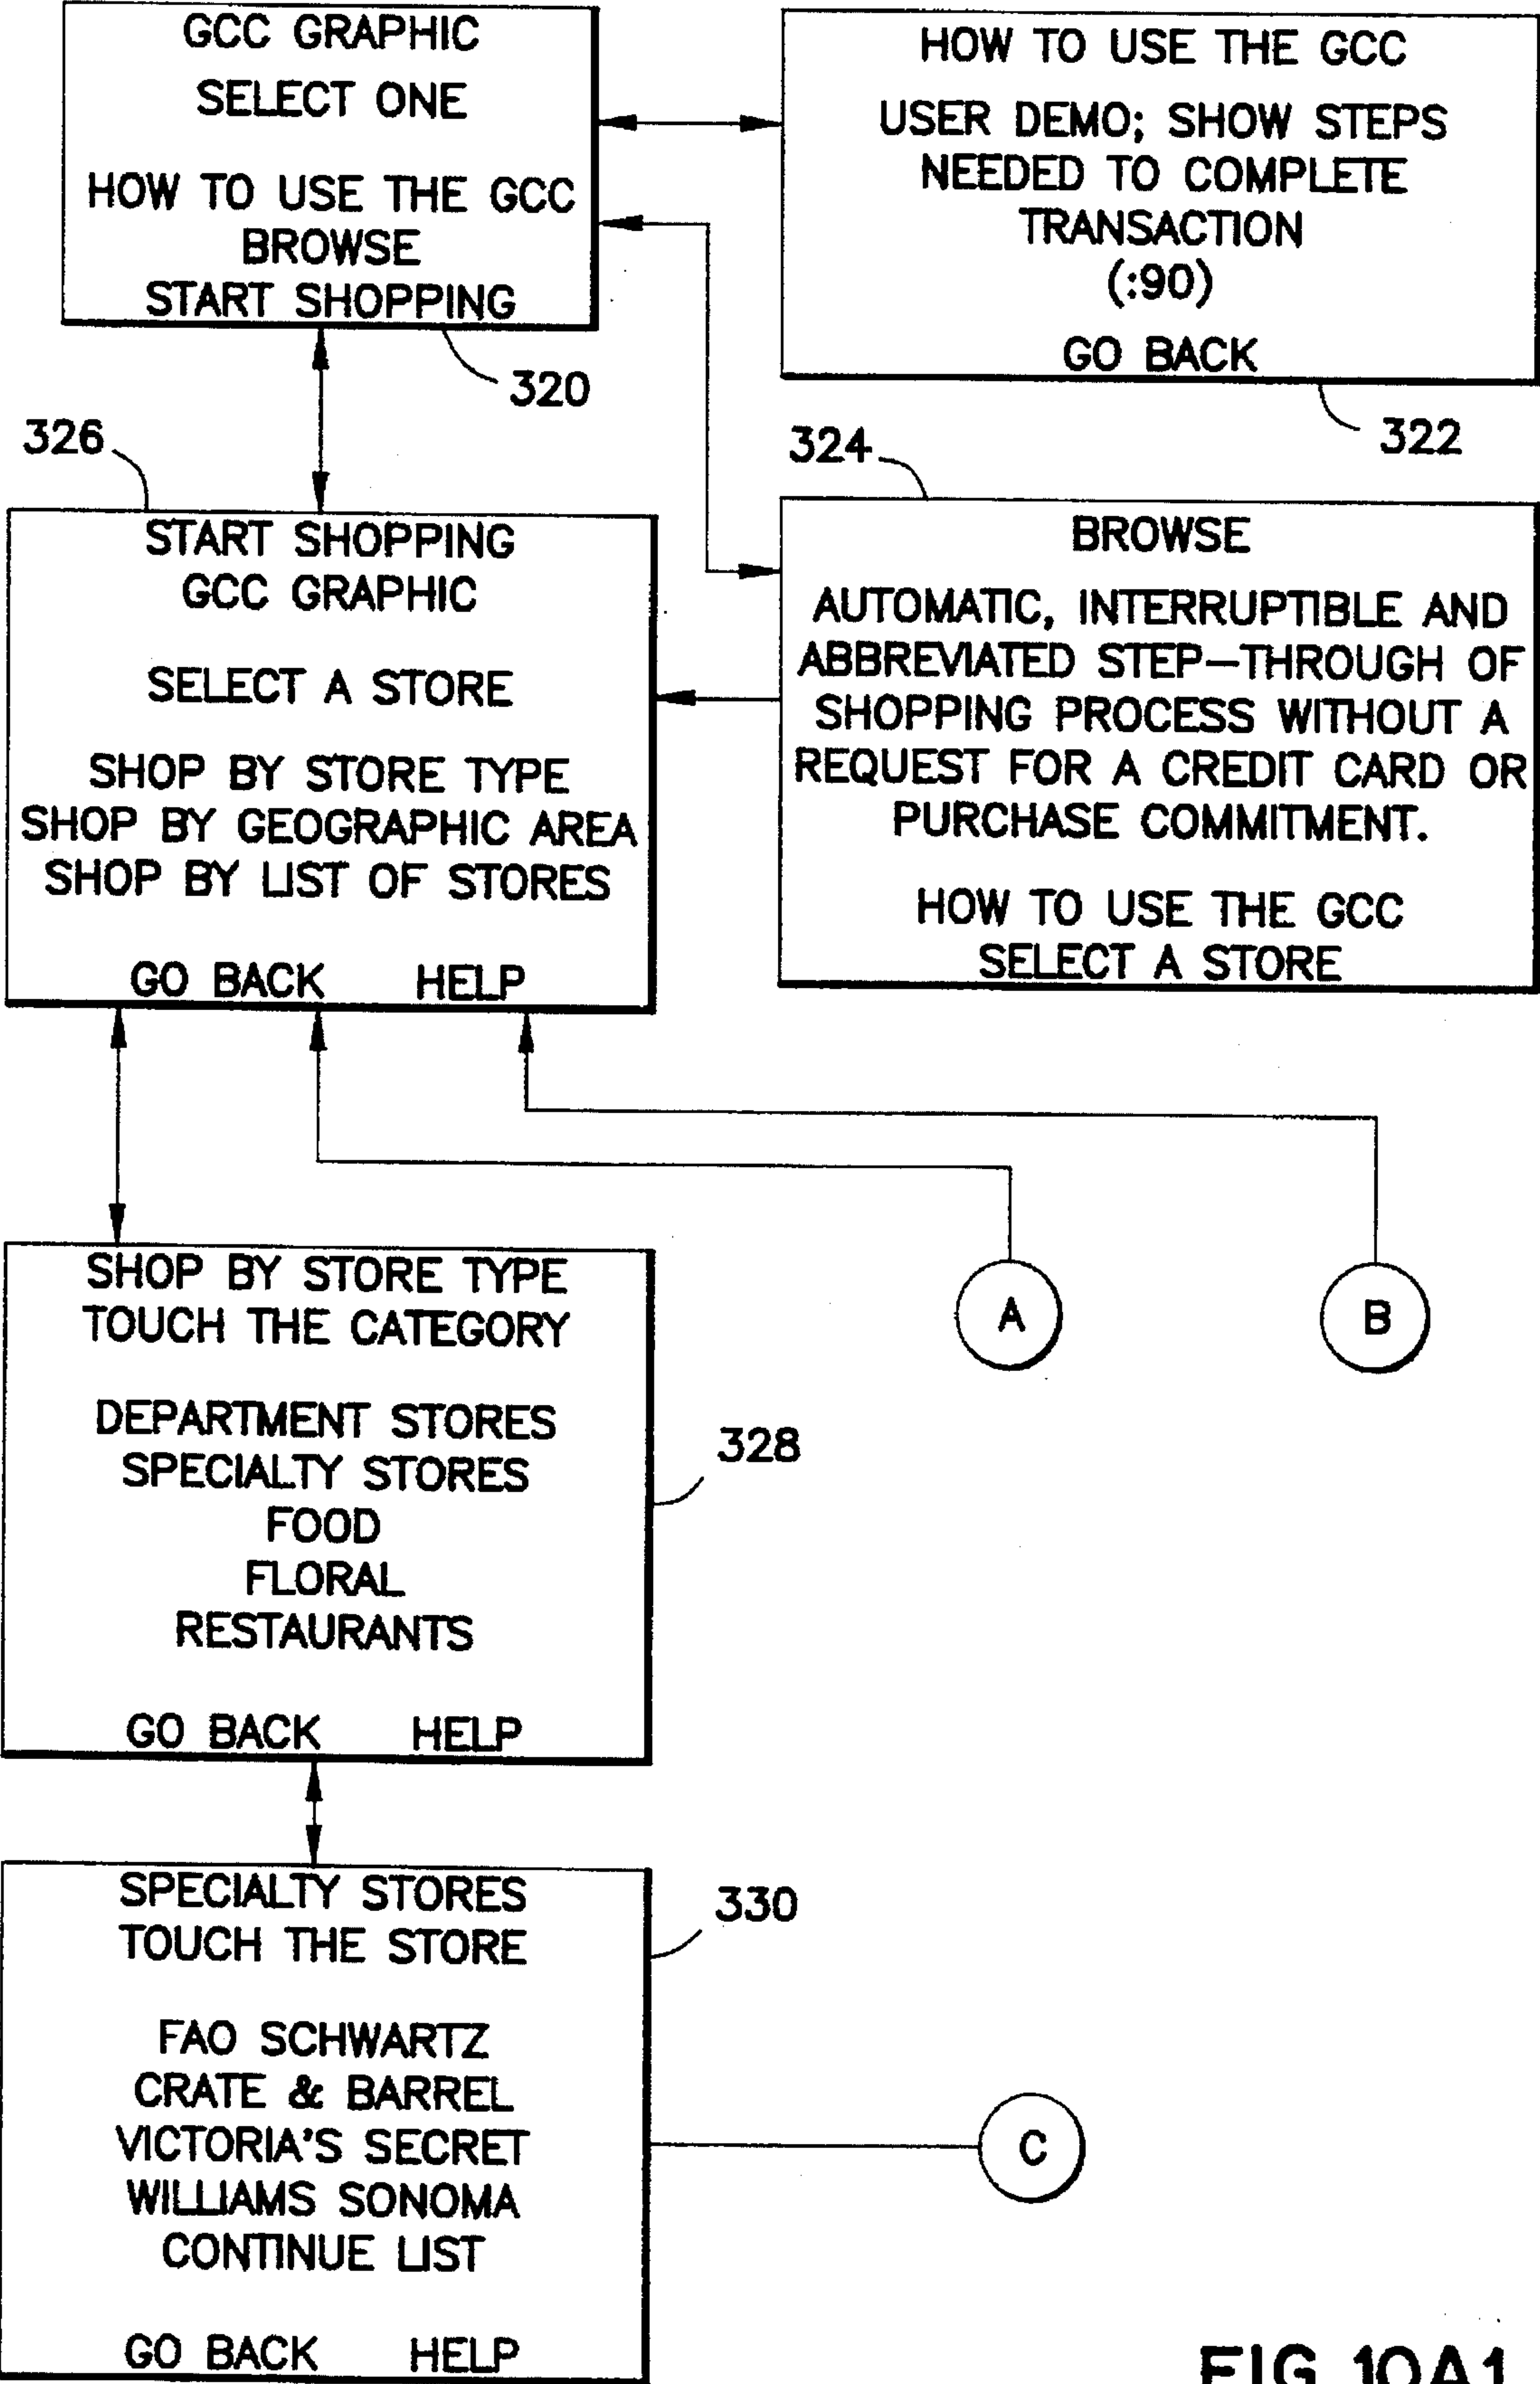 GCC GRAPHIC
SELECT ONE
HOW TO USE THE GCC
BROWSE
START SHOPPING
320
HOW TO USE THE GCC
USER DEMO; SHOW STEPS
NEEDED TO COMPLETE
TRANSACTION
(:90)
GO BACK
322
326
START SHOPPING
GCC GRAPHIC
SELECT A STORE
SHOP BY STORE TYPE
SHOP BY GEOGRAPHIC AREA
SHOP BY LIST OF STORES
GO BACK HELP
324
BROWSE
AUTOMATIC, INTERRUPTIBLE AND
ABBREVIATED STEP-THROUGH OF
SHOPPING PROCESS WITHOUT A
REQUEST FOR A CREDIT CARD OR
PURCHASE COMMITMENT.
HOW TO USE THE GCC
SELECT A STORE
A
B
SHOP BY STORE TYPE
TOUCH THE CATEGORY
DEPARTMENT STORES
SPECIALTY STORES
FOOD
FLORAL
RESTAURANTS
GO BACK HELP
328
SPECIALTY STORES
TOUCH THE STORE
FAO SCHWARTZ
CRATE & BARREL
VICTORIA'S SECRET
WILLIAMS SONOMA
CONTINUE LIST
GO BACK HELP
330
C
FIG 10A1